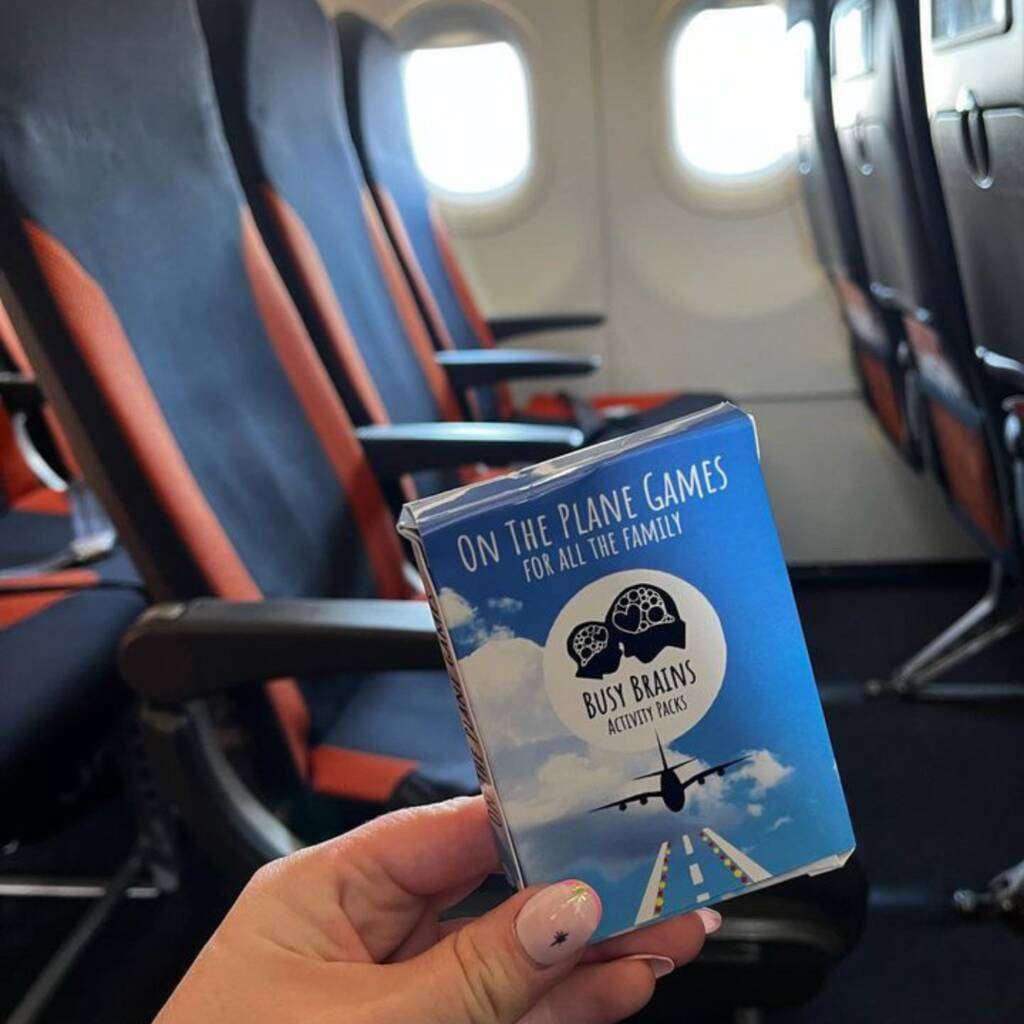 ON THE PLANE GAMES
FOR ALL THE FAMILY
BUSY BRAINS
ACTIVITY PACKS